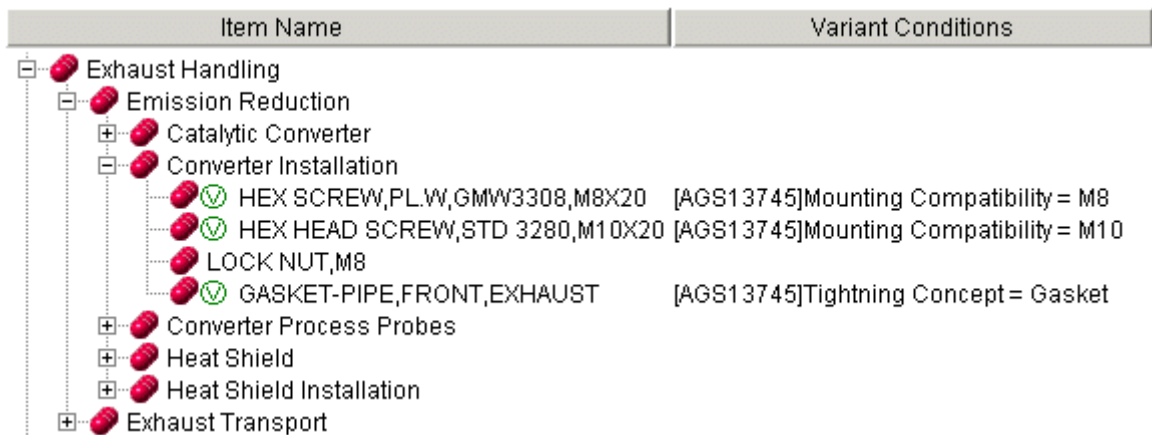 Item Name Variant Conditions
Exhaust Handling
Emission Reduction
Catalytic Converter
Converter Installation
HEX SCREW,PL.W,GMW3308,M8X20 [AGS13745]Mounting Compatibility = M8
HEX HEAD SCREW,STD 3280,M10X20 [AGS13745]Mounting Compatibility = M10
LOCK NUT,M8
GASKET-PIPE,FRONT,EXHAUST [AGS13745]Tightning Concept = Gasket
Converter Process Probes
Heat Shield
Heat Shield Installation
Exhaust Transport